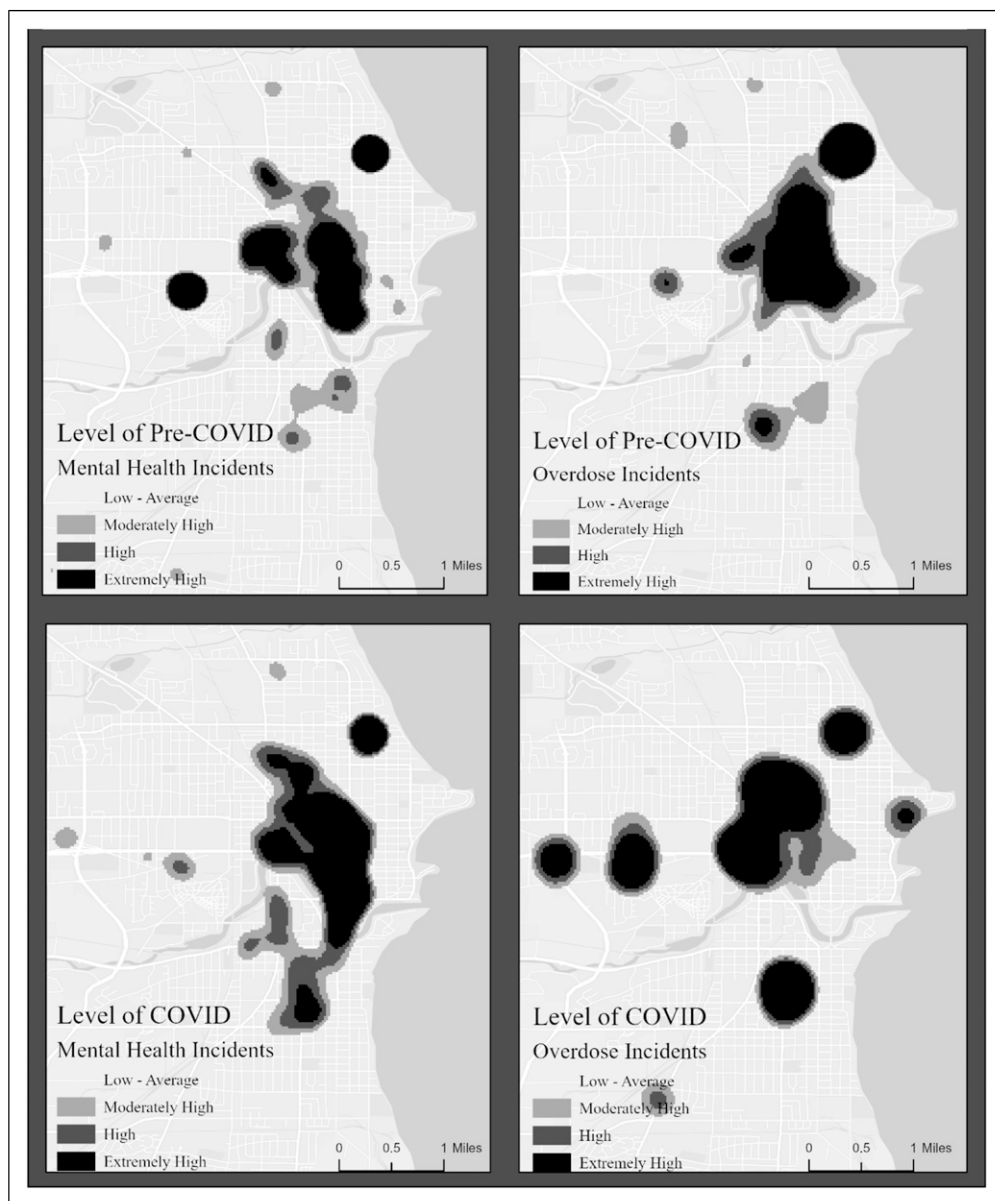 Level of Pre-COVID
Mental Health Incidents
Low - Average
Moderately High
High
Extremely High
0 0.5 1 Miles
Level of Pre-COVID
Overdose Incidents
Low - Average
Moderately High
High
Extremely High
0 0.5 1 Miles
Level of COVID
Mental Health Incidents
Low - Average
Moderately High
High
Extremely High
0 0.5 1 Miles
Level of COVID
Overdose Incidents
Low - Average
Moderately High
High
Extremely High
0 0.5 1 Miles